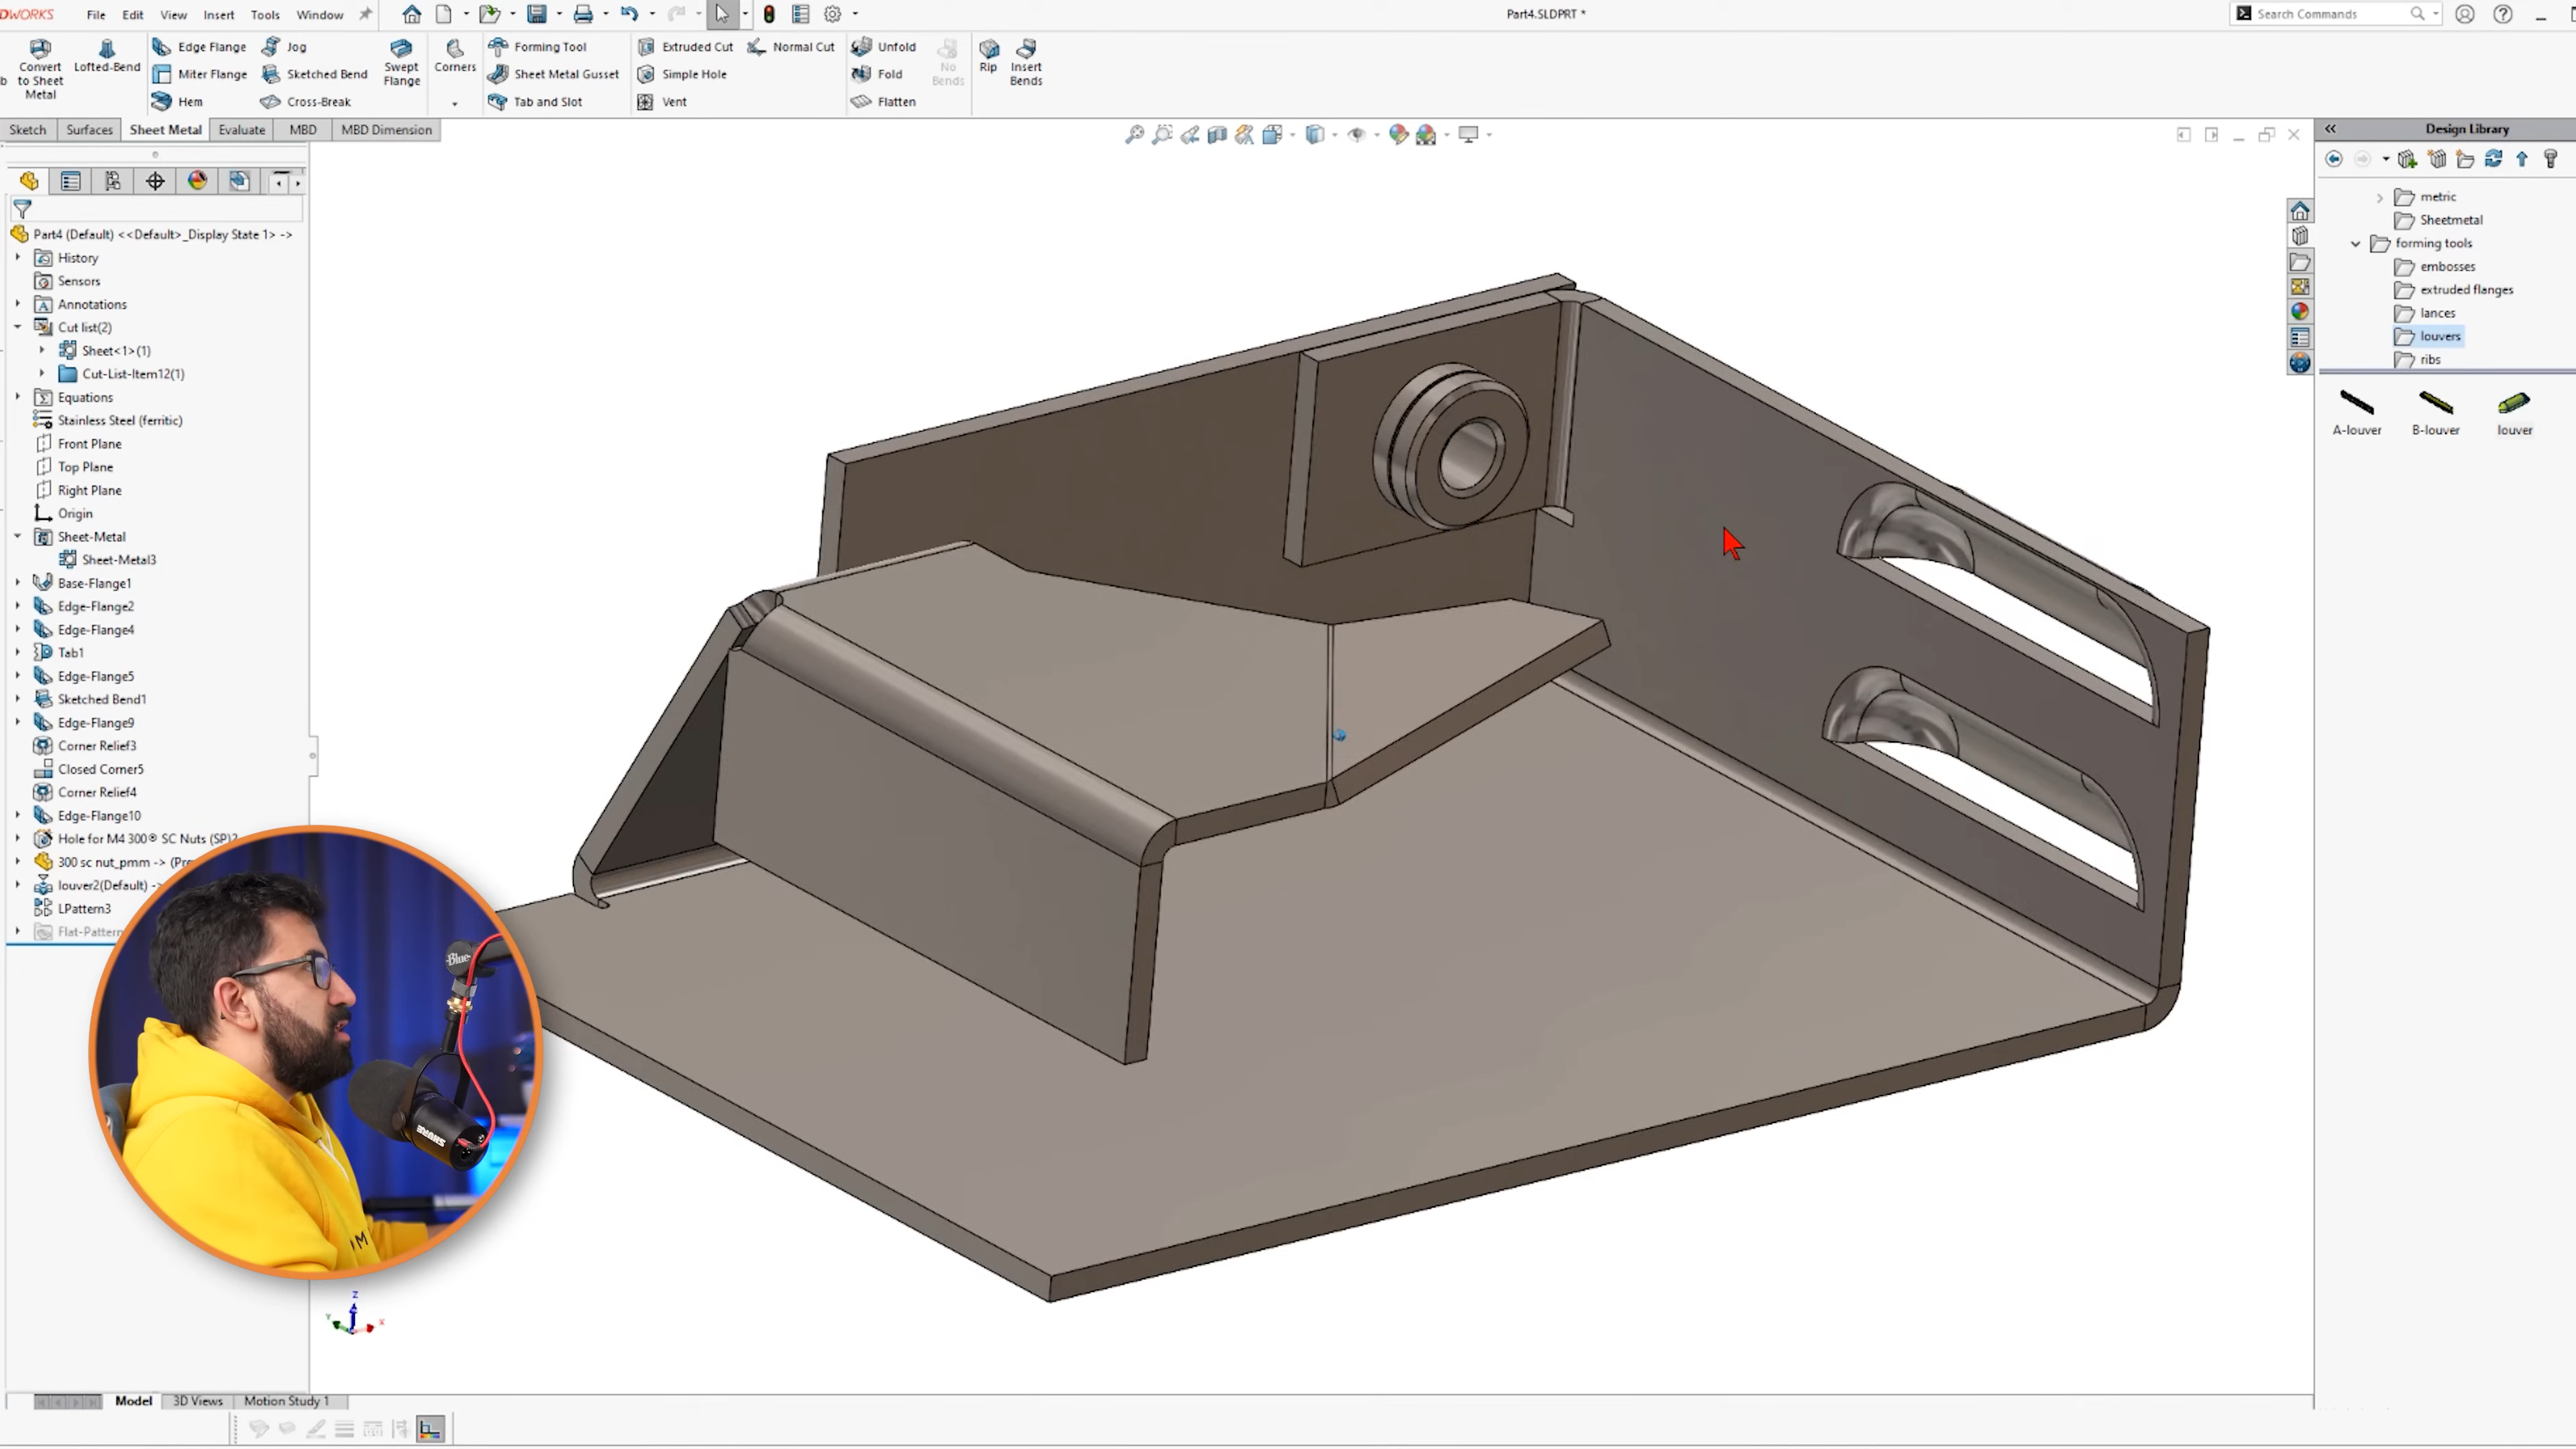 DWORKS File Edit View Insert Tools Window Part4.SLDPRT * Search Commands
Convert to Sheet Metal
Lofted-Bend
Edge Flange
Miter Flange
Hem
Jog
Sketched Bend
Cross-Break
Swept Flange
Corners
Forming Tool
Sheet Metal Gusset
Tab and Slot
Extruded Cut
Simple Hole
Vent
Normal Cut
Unfold
Fold
Flatten
No Bends
Rip
Insert Bends
Sketch Surfaces Sheet Metal Evaluate MBD MBD Dimension
Part4 (Default) <<Default>_Display State 1> ->
History
Sensors
Annotations
Cut list(2)
Sheet<1>(1)
Cut-List-Item12(1)
Equations
Stainless Steel (ferritic)
Front Plane
Top Plane
Right Plane
Origin
Sheet-Metal
Sheet-Metal3
Base-Flange1
Edge-Flange2
Edge-Flange4
Tab1
Edge-Flange5
Sketched Bend1
Edge-Flange9
Corner Relief3
Closed Corner5
Corner Relief4
Edge-Flange10
Hole for M4 300® SC Nuts (SP)2
300 sc nut_pmm -> (Pre
louver2(Default) ->
LPattern3
Flat-Pattern
Blue
SHURE
Z
Y
X
Model 3D Views Motion Study 1
Design Library
metric
Sheetmetal
forming tools
embosses
extruded flanges
lances
louvers
ribs
A-louver B-louver louver